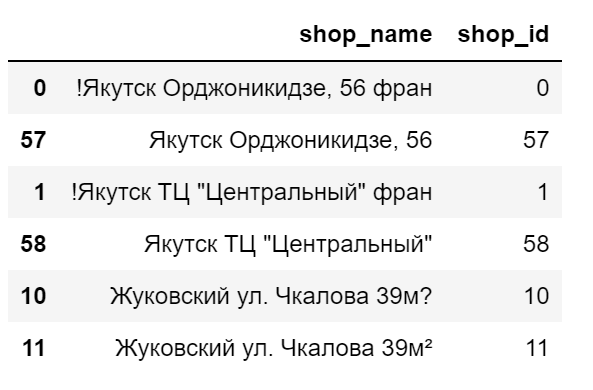 shop_name shop_id
0 !Якутск Орджоникидзе, 56 фран 0
57 Якутск Орджоникидзе, 56 57
1 !Якутск ТЦ "Центральный" фран 1
58 Якутск ТЦ "Центральный" 58
10 Жуковский ул. Чкалова 39м? 10
11 Жуковский ул. Чкалова 39м² 11